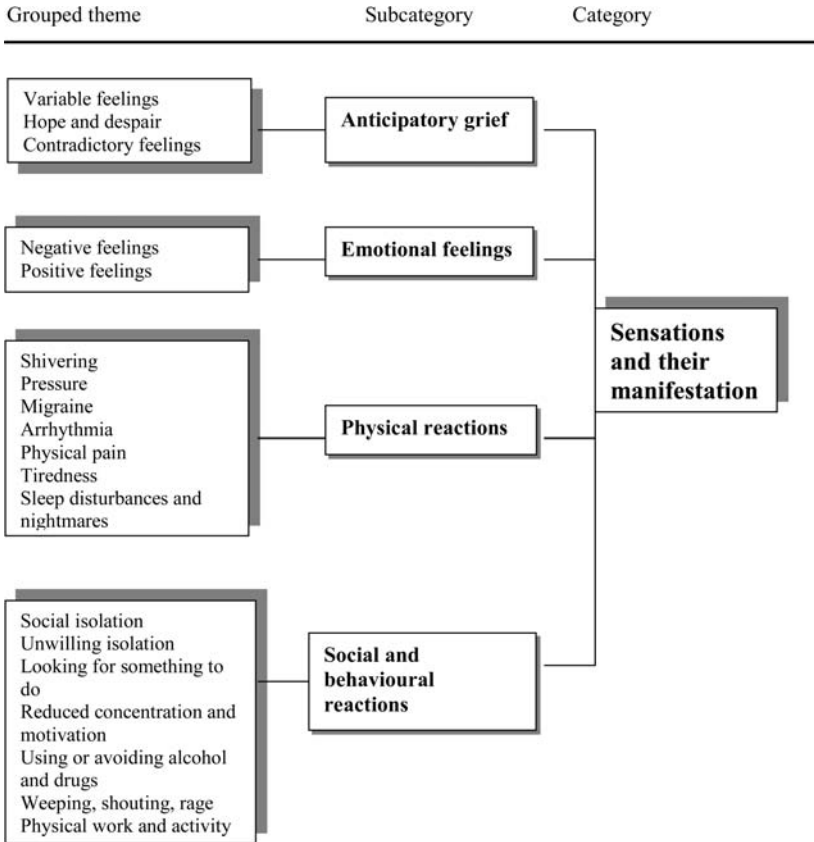 Grouped theme Subcategory Category
Variable feelings
Hope and despair
Contradictory feelings
Anticipatory grief
Negative feelings
Positive feelings
Emotional feelings
Shivering
Pressure
Migraine
Arrhythmia
Physical pain
Tiredness
Sleep disturbances and
nightmares
Physical reactions
Social isolation
Unwilling isolation
Looking for something to
do
Reduced concentration and
motivation
Using or avoiding alcohol
and drugs
Weeping, shouting, rage
Physical work and activity
Social and
behavioural
reactions
Sensations
and their
manifestation